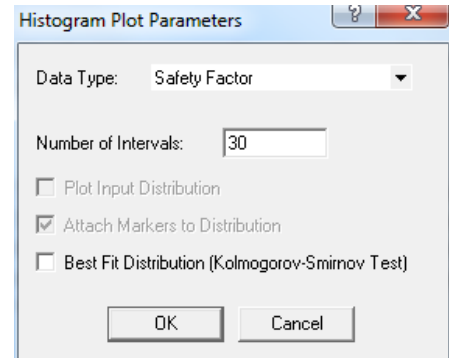 Histogram Plot Parameters
Data Type: Safety Factor
Number of Intervals: 30
Plot Input Distribution
Attach Markers to Distribution
Best Fit Distribution (Kolmogorov-Smirnov Test)
OK Cancel